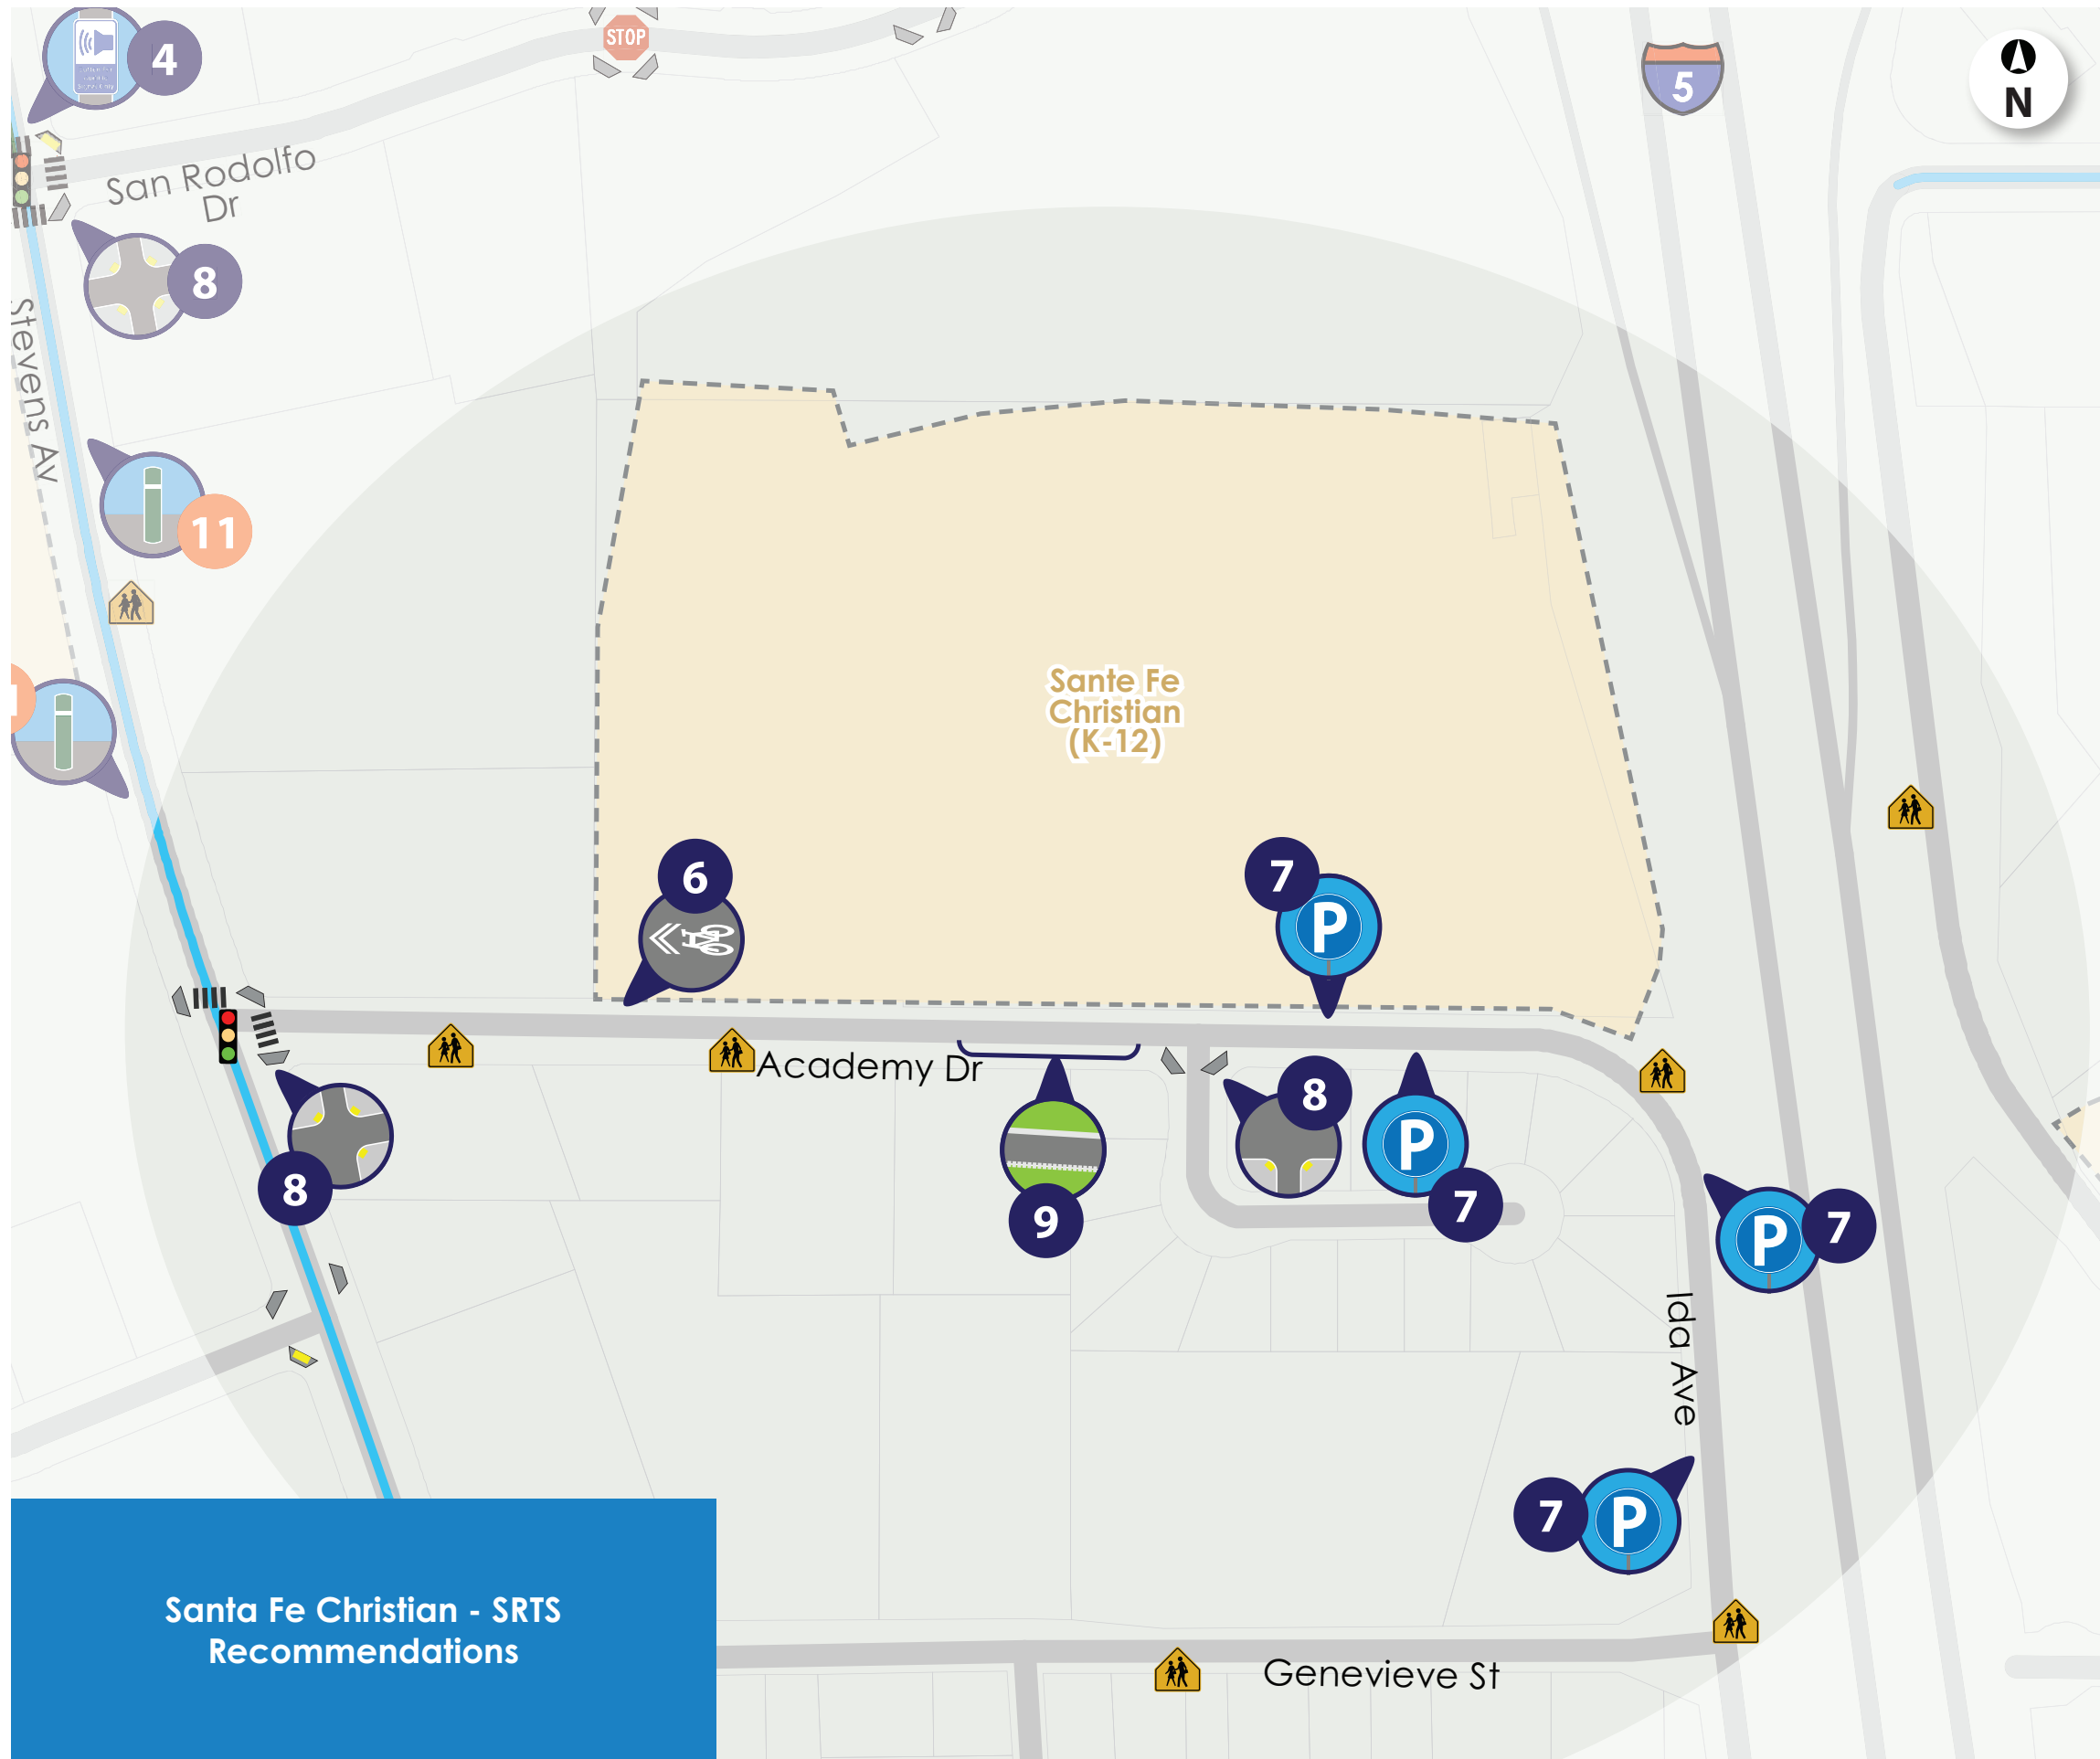 4
STOP
5
N
San Rodolfo
Dr
8
Stevens Av
11
Sante Fe
Christian
(K-12)
6
7
P
Academy Dr
8
P
7
8
9
P
7
Ida Ave
7
P
Santa Fe Christian - SRTS
Recommendations
Genevieve St